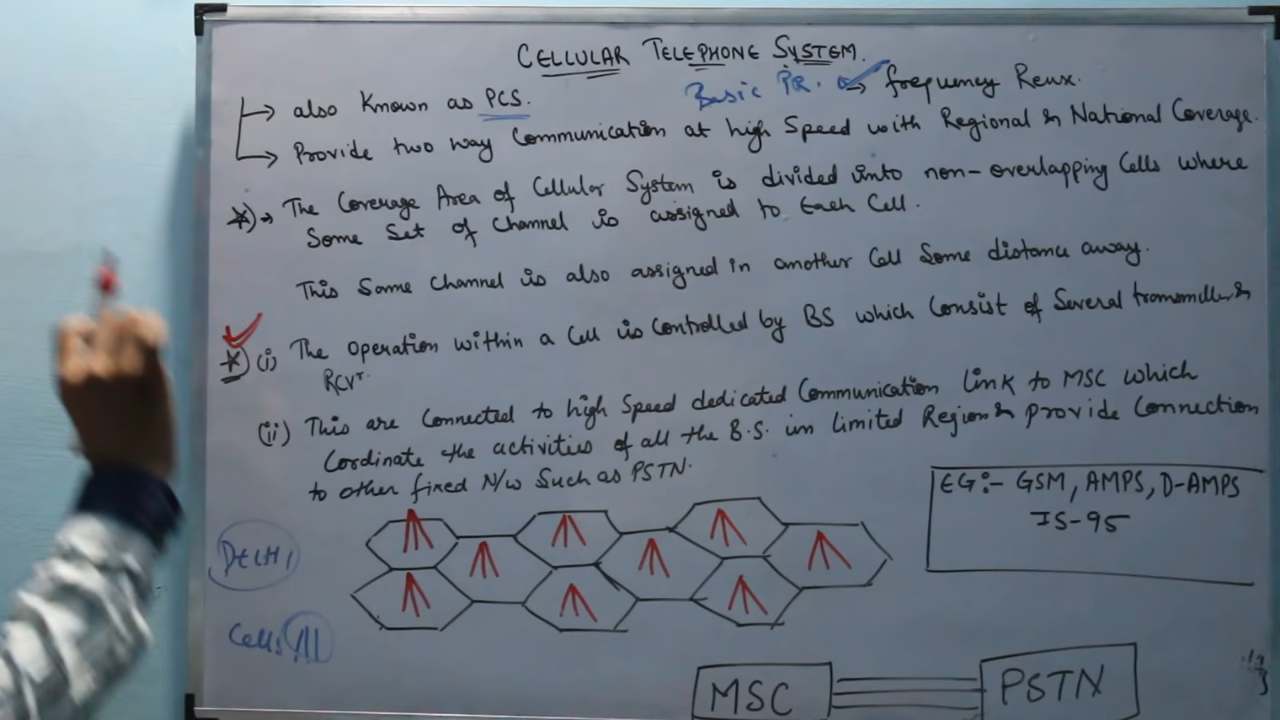 CELLULAR TELEPHONE SYSTEM.
Basic PR. → frequency Reux.
→ also Known as PCS.
→ Provide two way Communication at high Speed with Regional & National Coverage.
*) → The Coverage Area of Cellular System is divided into non-overlapping Cells where
Some Set of Channel is assigned to Each Cell.
This Same Channel is also assigned in another Cell Some distance away.
*) (i) The Operation within a Cell is Controlled by BS which Consist of Several transmitter &
RCVr.
(ii) This are Connected to high Speed dedicated Communication link to MSC which
Cordinate the activities of all the B.S. in limited Region & provide Connection
to other fixed N/w Such as PSTN.
EG:- GSM, AMPS, D-AMPS
IS-95
DELHI
Cells
MSC
PSTN